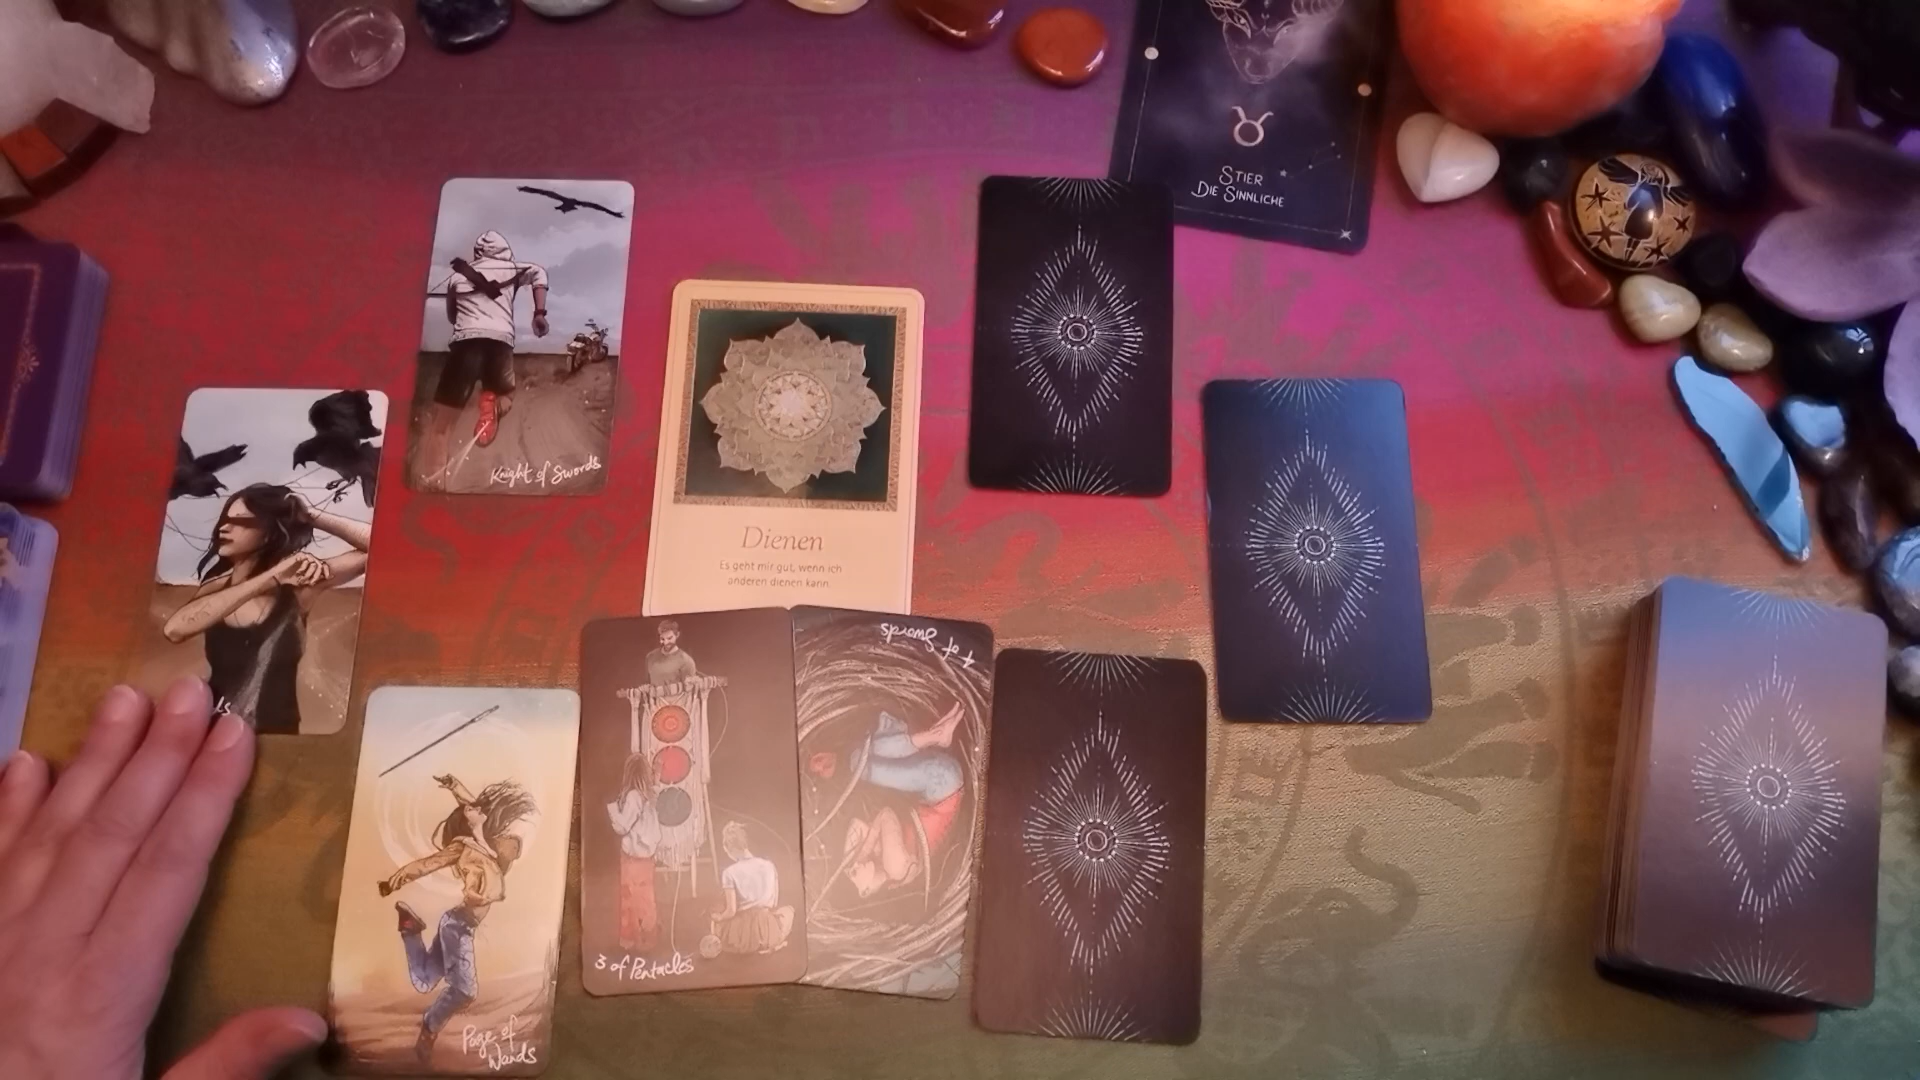 STIER
DIE SINNLICHE
Knight of Swords
Dienen
Es geht mir gut, wenn ich
anderen dienen kann.
4 of Swords
3 of Pentacles
Page of
Wands